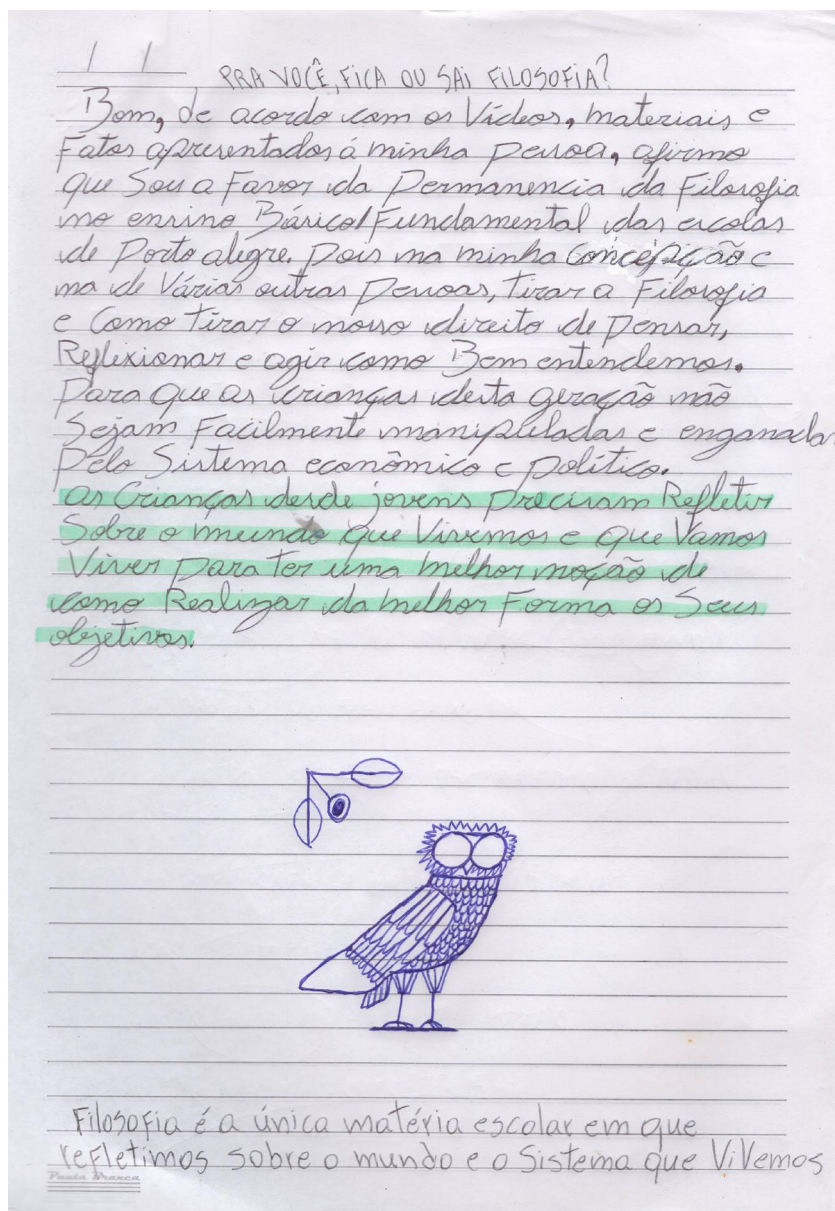 PRA VOCÊ, FICA OU SAI FILOSOFIA?
Bom, de acordo com os Vídeos, materiais e
Fatos apresentados á minha pessoa, afirmo
que Sou a Favor da Permanencia da Filosofia
no ensino Básico/Fundamental das escolas
de Porto alegre. Pois na minha Concepição e
na de Várias outras Pessoas, Tirar a Filosofia
e Como Tirar o nosso direito de Pensar,
Reflexionar e agir como Bem entendemos.
Para que as crianças desta geração não
Sejam Facilmente manipuladas e enganadas
Pelo Sistema econômico e político.
As Crianças desde jovens Precisam Refletir
Sobre o mundo que Vivemos e que Vamos
Viver para Ter uma melhor noção de
como Realizar da melhor Forma os Seus
objetivos.
Filosofia é a única matéria escolar em que
refletimos sobre o mundo e o Sistema que ViVemos
Pauta Branca